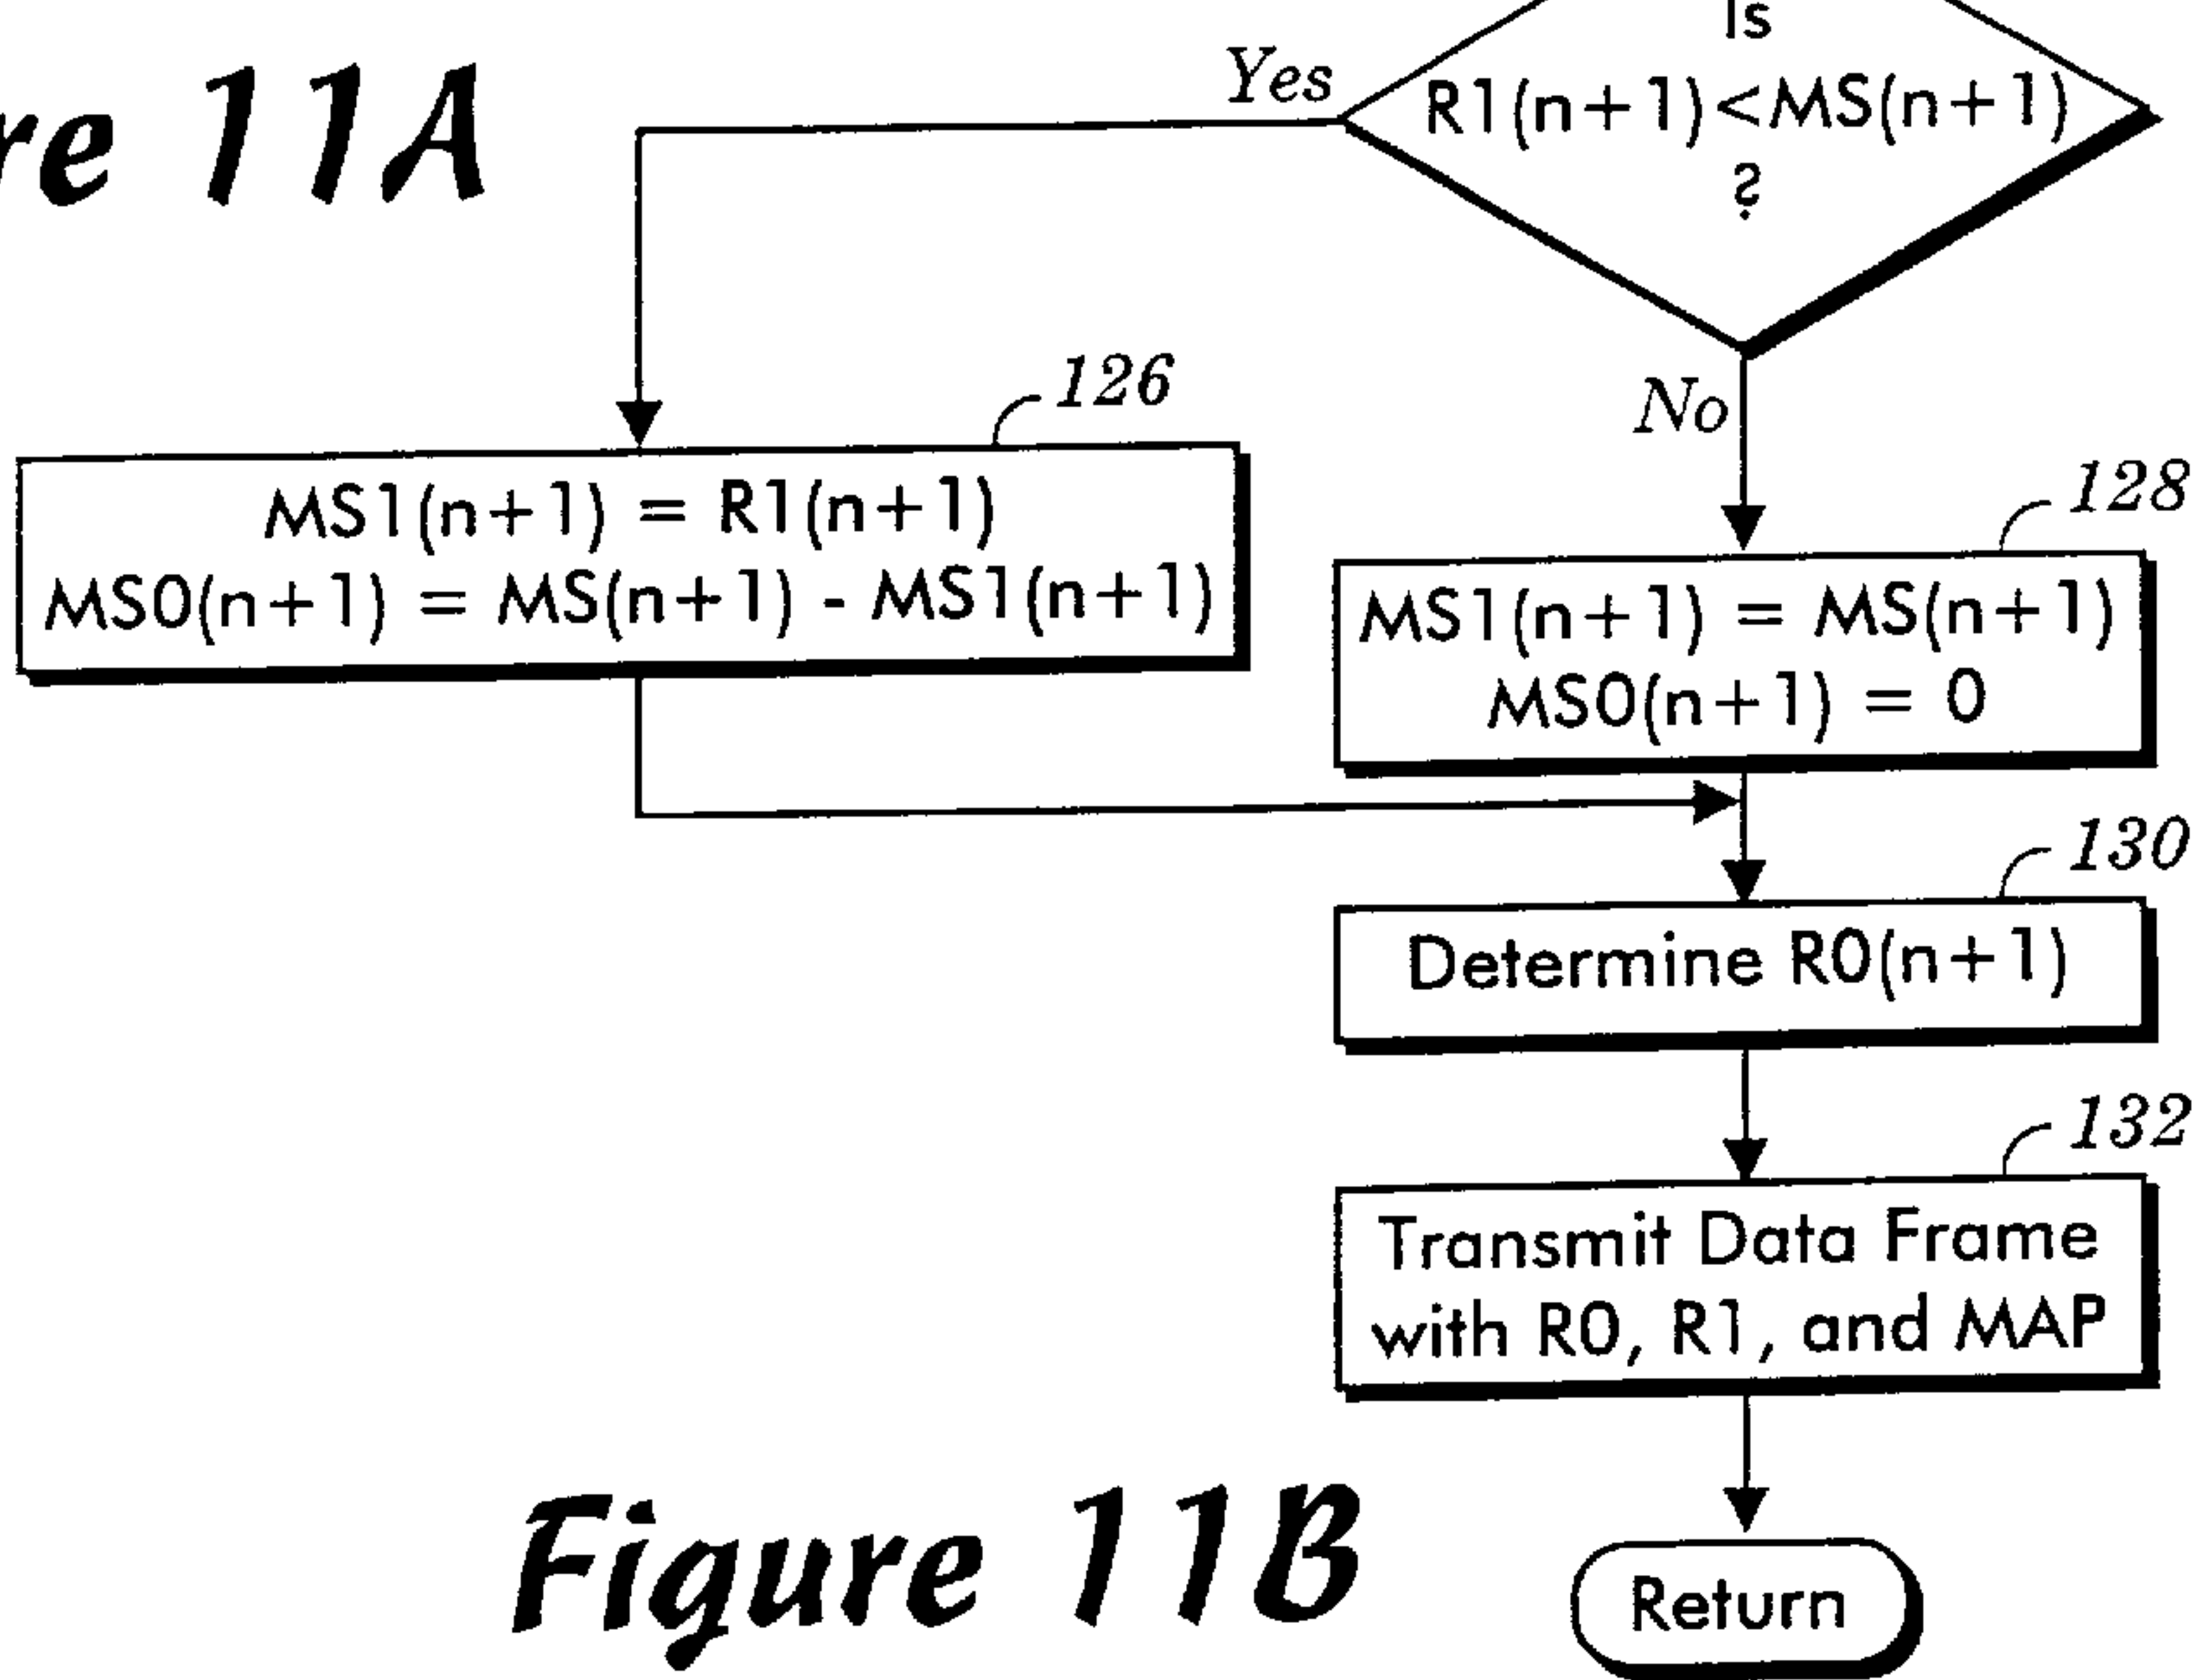 Is
R1(n+1)<MS(n+1)
?
Yes
11A
126
No
MS1(n+1) = R1(n+1)
MS0(n+1) = MS(n+1) - MS1(n+1)
128
MS1(n+1) = MS(n+1)
MS0(n+1) = 0
130
Determine R0(n+1)
132
Transmit Data Frame
with R0, R1, and MAP
Figure 11B
Return